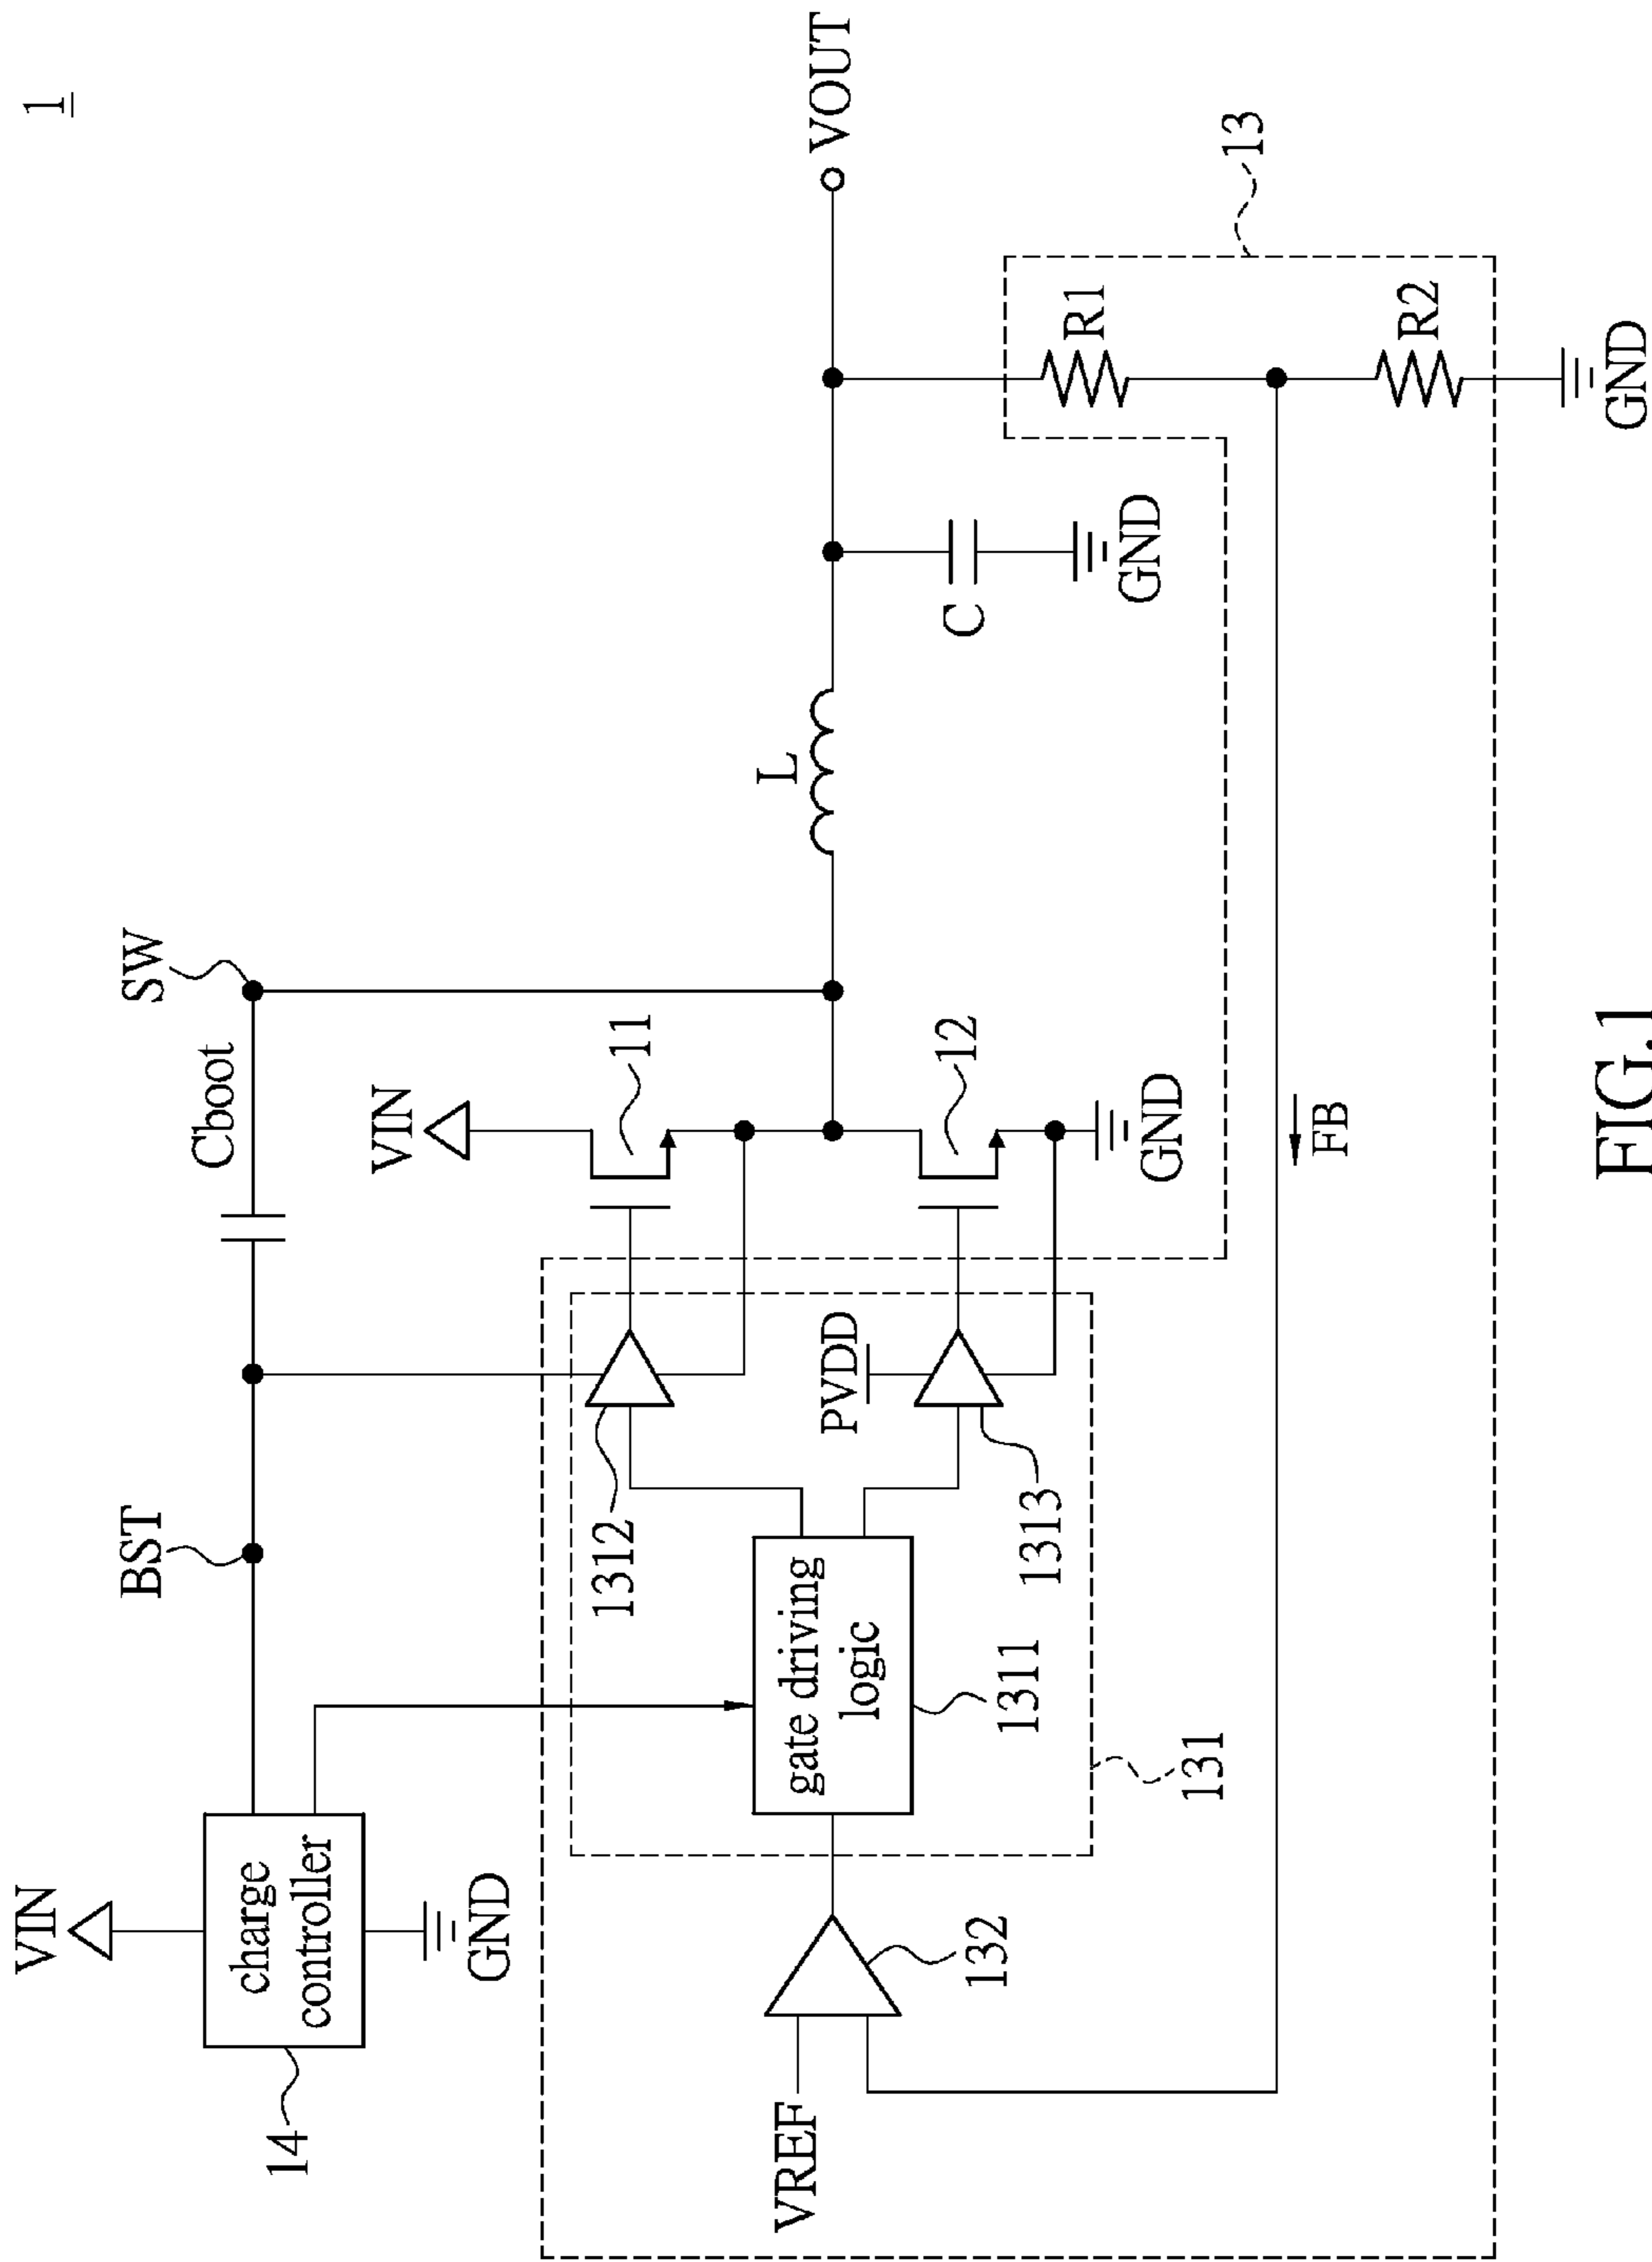 1
VIN
charge
controller
GND
14
BST
Cboot
SW
VIN
11
12
GND
L
C
GND
VOUT
13
R1
R2
GND
1312
PVDD
1313
gate driving
logic
1311
131
132
VREF
FB
FIG.1